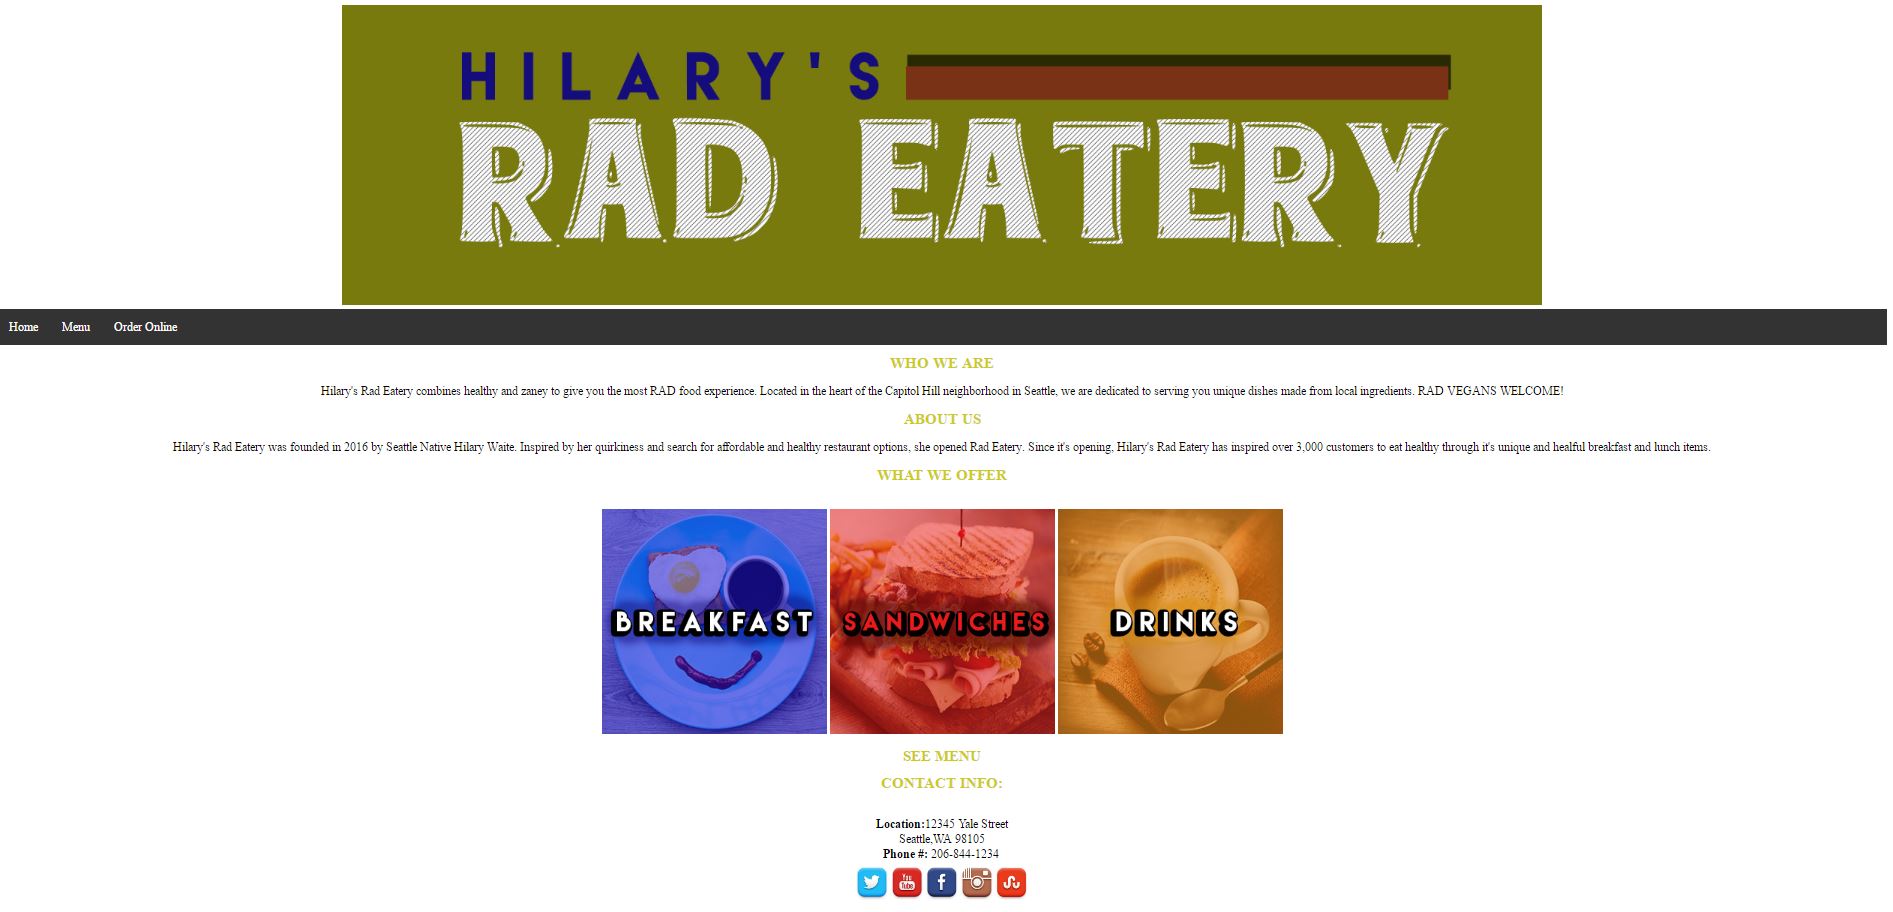 HILARY'S
RAD EATERY
Home Menu Order Online
WHO WE ARE
Hilary's Rad Eatery combines healthy and zaney to give you the most RAD food experience. Located in the heart of the Capitol Hill neighborhood in Seattle, we are dedicated to serving you unique dishes made from local ingredients. RAD VEGANS WELCOME!
ABOUT US
Hilary's Rad Eatery was founded in 2016 by Seattle Native Hilary Waite. Inspired by her quirkiness and search for affordable and healthy restaurant options, she opened Rad Eatery. Since it's opening, Hilary's Rad Eatery has inspired over 3,000 customers to eat healthy through it's unique and healful breakfast and lunch items.
WHAT WE OFFER
BREAKFAST SANDWICHES DRINKS
SEE MENU
CONTACT INFO:
Location:12345 Yale Street
Seattle,WA 98105
Phone #: 206-844-1234
You Tube